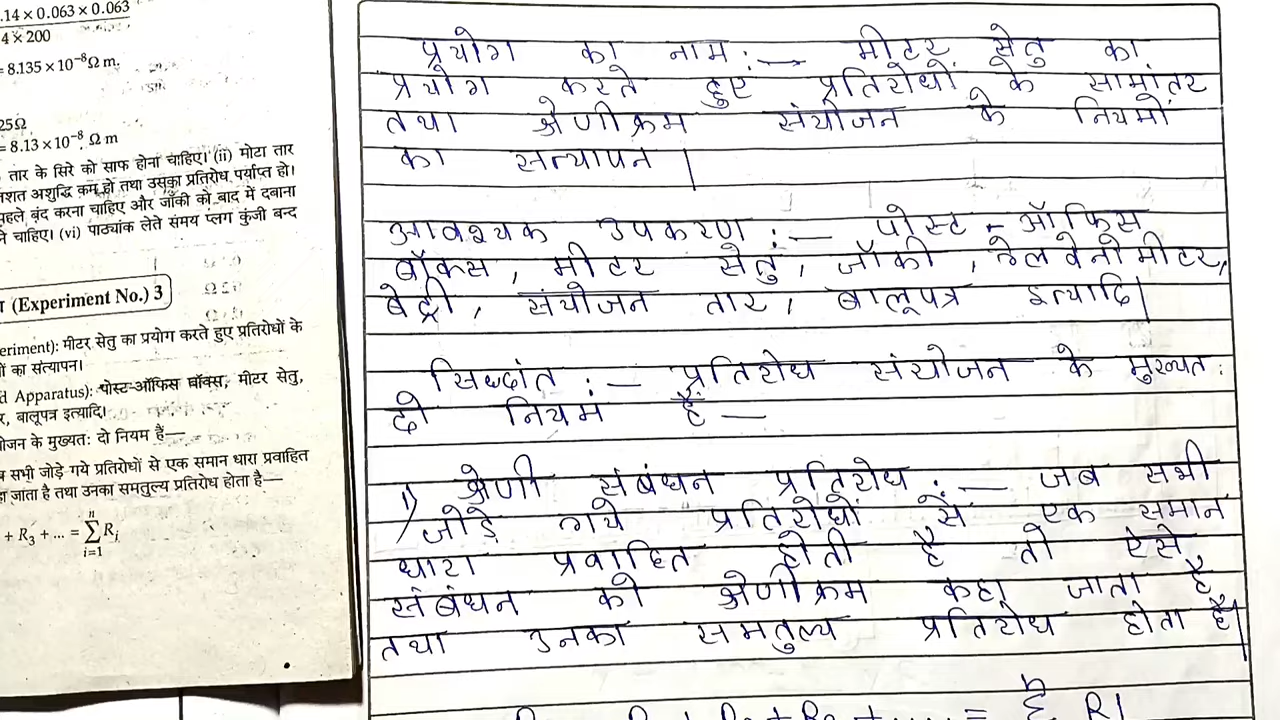 .14 × 0.063 × 0.063
4 × 200
= 8.135 × 10⁻⁸ Ω m.
25Ω
= 8.13 × 10⁻⁸ Ω m
तार के सिरे को साफ होना चाहिए। (ii) मोटा तार
शत अशुद्धि कम हो तथा उसका प्रतिरोध पर्याप्त हो।
पहले बंद करना चाहिए और जॉकी को बाद में दबाना
चाहिए। (vi) पाठ्यांक लेते समय प्लग कुंजी बन्द
(Experiment No.) 3
eriment): मीटर सेतु का प्रयोग करते हुए प्रतिरोधों के
का संत्यापन।
d Apparatus): पोस्ट-ऑफिस बॉक्स, मीटर सेतु,
र, बालूपत्र इत्यादि।
योजन के मुख्यतः दो नियम हैं—
सभी जोड़े गये प्रतिरोधों से एक समान धारा प्रवाहित
हा जाता है तथा उनका समतुल्य प्रतिरोध होता है—
+ R₃ + ... = ∑ⁿᵢ₌₁ Rᵢ
प्रयोग का नाम :— मीटर सेतु का
प्रयोग करते हुए प्रतिरोधों के सामांतर
तथा श्रेणीक्रम संयोजन के नियमों
का सत्यापन |
आवश्यक उपकरण :— पोस्ट - ऑफिस
बॉक्स, मीटर सेतु, जॉकी, गेलवेनोमीटर,
बेट्री, संयोजन तार, बालूपत्र इत्यादि|
सिध्दांत :— प्रतिरोध संयोजन के मुख्यत:
दो नियम हैं —
1) श्रेणी संबंधन प्रतिरोध :— जब सभी
जोड़े गये प्रतिरोधों से एक समान
धारा प्रवाहित होती है तो ऐसे
संबंधन को श्रेणीक्रम कहा जाता है
तथा उनका समतुल्य प्रतिरोध होता है|